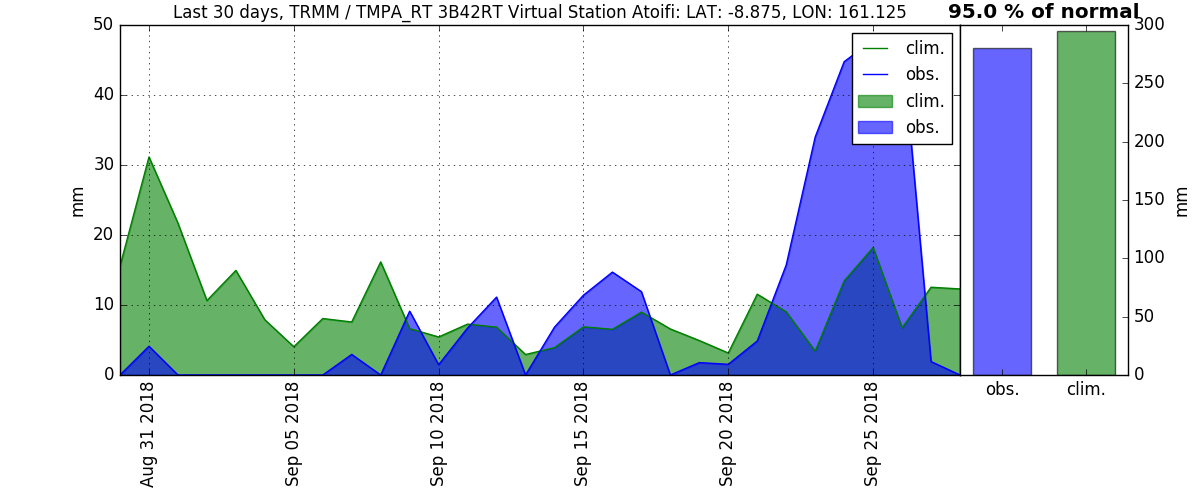 Last 30 days, TRMM / TMPA_RT 3B42RT Virtual Station Atoifi: LAT: -8.875, LON: 161.125
95.0 % of normal
50
40
30
20
10
0
mm
clim.
obs.
clim.
obs.
Aug 31 2018
Sep 05 2018
Sep 10 2018
Sep 15 2018
Sep 20 2018
Sep 25 2018
300
250
200
150
100
50
0
mm
obs.
clim.